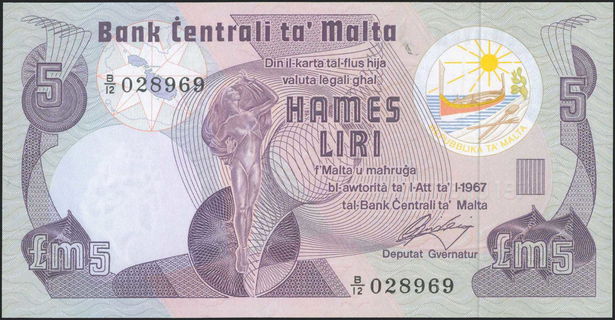 Bank Ċentrali ta' Malta
Din il-karta tal-flus hija
valuta legali għal
5
B/12 028969
ĦAMES
LIRI
5
REPUBBLIKA TA' MALTA
f'Malta u maħruġa
bl-awtorità ta' l-Att ta' l-1967
tal-Bank Ċentrali ta' Malta
Deputat Gvernatur
£m5
B/12 028969
£m5